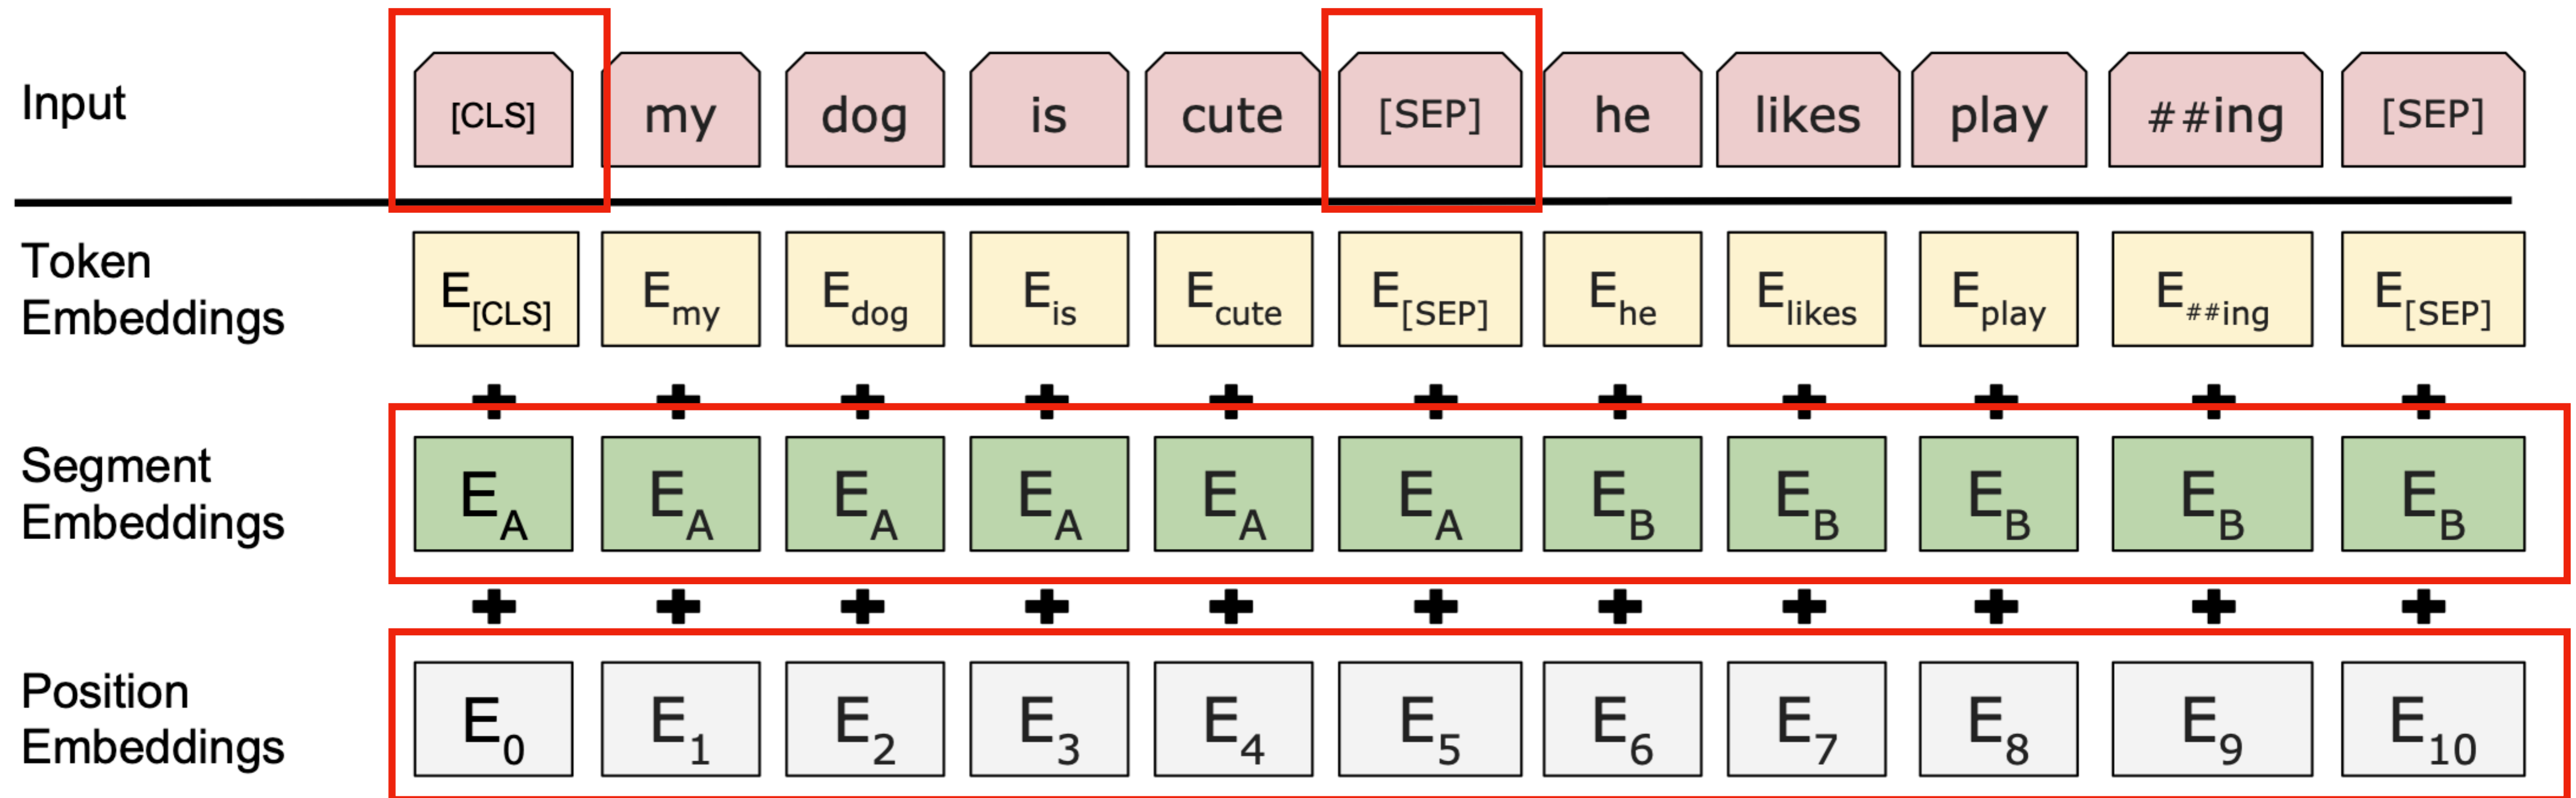 Input [CLS] my dog is cute [SEP] he likes play ##ing [SEP]
Token Embeddings E[CLS] Emy Edog Eis Ecute E[SEP] Ehe Elikes Eplay E##ing E[SEP]
+ + + + + + + + + + +
Segment Embeddings EA EA EA EA EA EA EB EB EB EB EB
+ + + + + + + + + + +
Position Embeddings E0 E1 E2 E3 E4 E5 E6 E7 E8 E9 E10